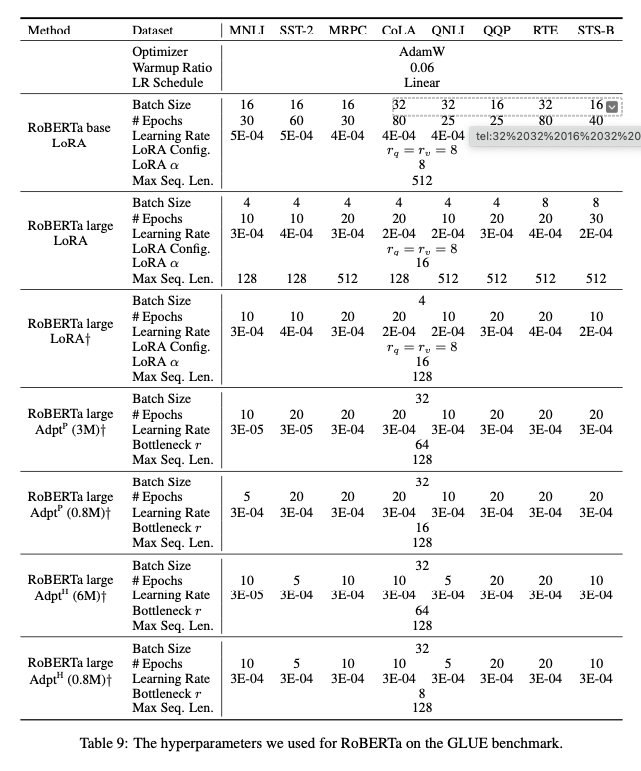 Method Dataset MNLI SST-2 MRPC CoLA QNLI QQP RTE STS-B
Optimizer AdamW
Warmup Ratio 0.06
LR Schedule Linear
RoBERTa base LoRA
Batch Size 16 16 16 32 32 16 32 16
# Epochs 30 60 30 80 25 25 80 40
Learning Rate 5E-04 5E-04 4E-04 4E-04 4E-04
tel:32%2032%2016%2032%20
LoRA Config. rq = rv = 8
LoRA α 8
Max Seq. Len. 512
RoBERTa large LoRA
Batch Size 4 4 4 4 4 4 8 8
# Epochs 10 10 20 20 10 20 20 30
Learning Rate 3E-04 4E-04 3E-04 2E-04 2E-04 3E-04 4E-04 2E-04
LoRA Config. rq = rv = 8
LoRA α 16
Max Seq. Len. 128 128 512 128 512 512 512 512
RoBERTa large LoRA†
Batch Size 4
# Epochs 10 10 20 20 10 20 20 10
Learning Rate 3E-04 4E-04 3E-04 2E-04 2E-04 3E-04 4E-04 2E-04
LoRA Config. rq = rv = 8
LoRA α 16
Max Seq. Len. 128
RoBERTa large AdptP (3M)†
Batch Size 32
# Epochs 10 20 20 20 10 20 20 20
Learning Rate 3E-05 3E-05 3E-04 3E-04 3E-04 3E-04 3E-04 3E-04
Bottleneck r 64
Max Seq. Len. 128
RoBERTa large AdptP (0.8M)†
Batch Size 32
# Epochs 5 20 20 20 10 20 20 20
Learning Rate 3E-04 3E-04 3E-04 3E-04 3E-04 3E-04 3E-04 3E-04
Bottleneck r 16
Max Seq. Len. 128
RoBERTa large AdptH (6M)†
Batch Size 32
# Epochs 10 5 10 10 5 20 20 10
Learning Rate 3E-05 3E-04 3E-04 3E-04 3E-04 3E-04 3E-04 3E-04
Bottleneck r 64
Max Seq. Len. 128
RoBERTa large AdptH (0.8M)†
Batch Size 32
# Epochs 10 5 10 10 5 20 20 10
Learning Rate 3E-04 3E-04 3E-04 3E-04 3E-04 3E-04 3E-04 3E-04
Bottleneck r 8
Max Seq. Len. 128
Table 9: The hyperparameters we used for RoBERTa on the GLUE benchmark.